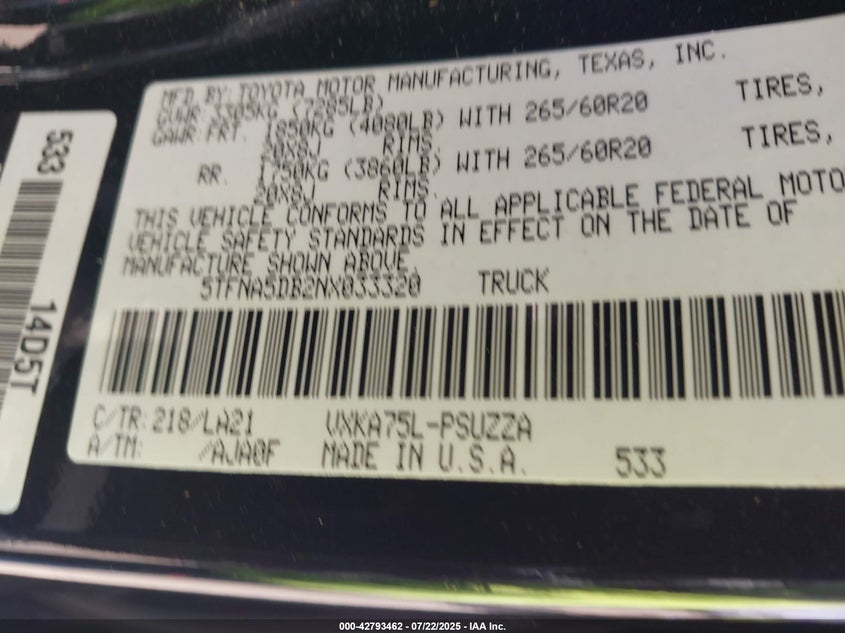 MFD.BY:TOYOTA MOTOR MANUFACTURING, TEXAS, INC.
GVWR:3305KG (7285LB)
GAWR:FRT. 1850KG (4080LB) WITH 265/60R20 TIRES,
20X8J RIMS.
RR. 1750KG (3860LB) WITH 265/60R20 TIRES,
20X8J RIMS.
THIS VEHICLE CONFORMS TO ALL APPLICABLE FEDERAL MOTO
VEHICLE SAFETY STANDARDS IN EFFECT ON THE DATE OF
MANUFACTURE SHOWN ABOVE.
5TFNA5DB2NX033320 TRUCK
C/TR:218/LA21 VXKA75L-PSUZZA
A/TM: /AJA0F MADE IN U.S.A. 533
533
14D5T
000-42793462 - 07/22/2025 - IAA Inc.